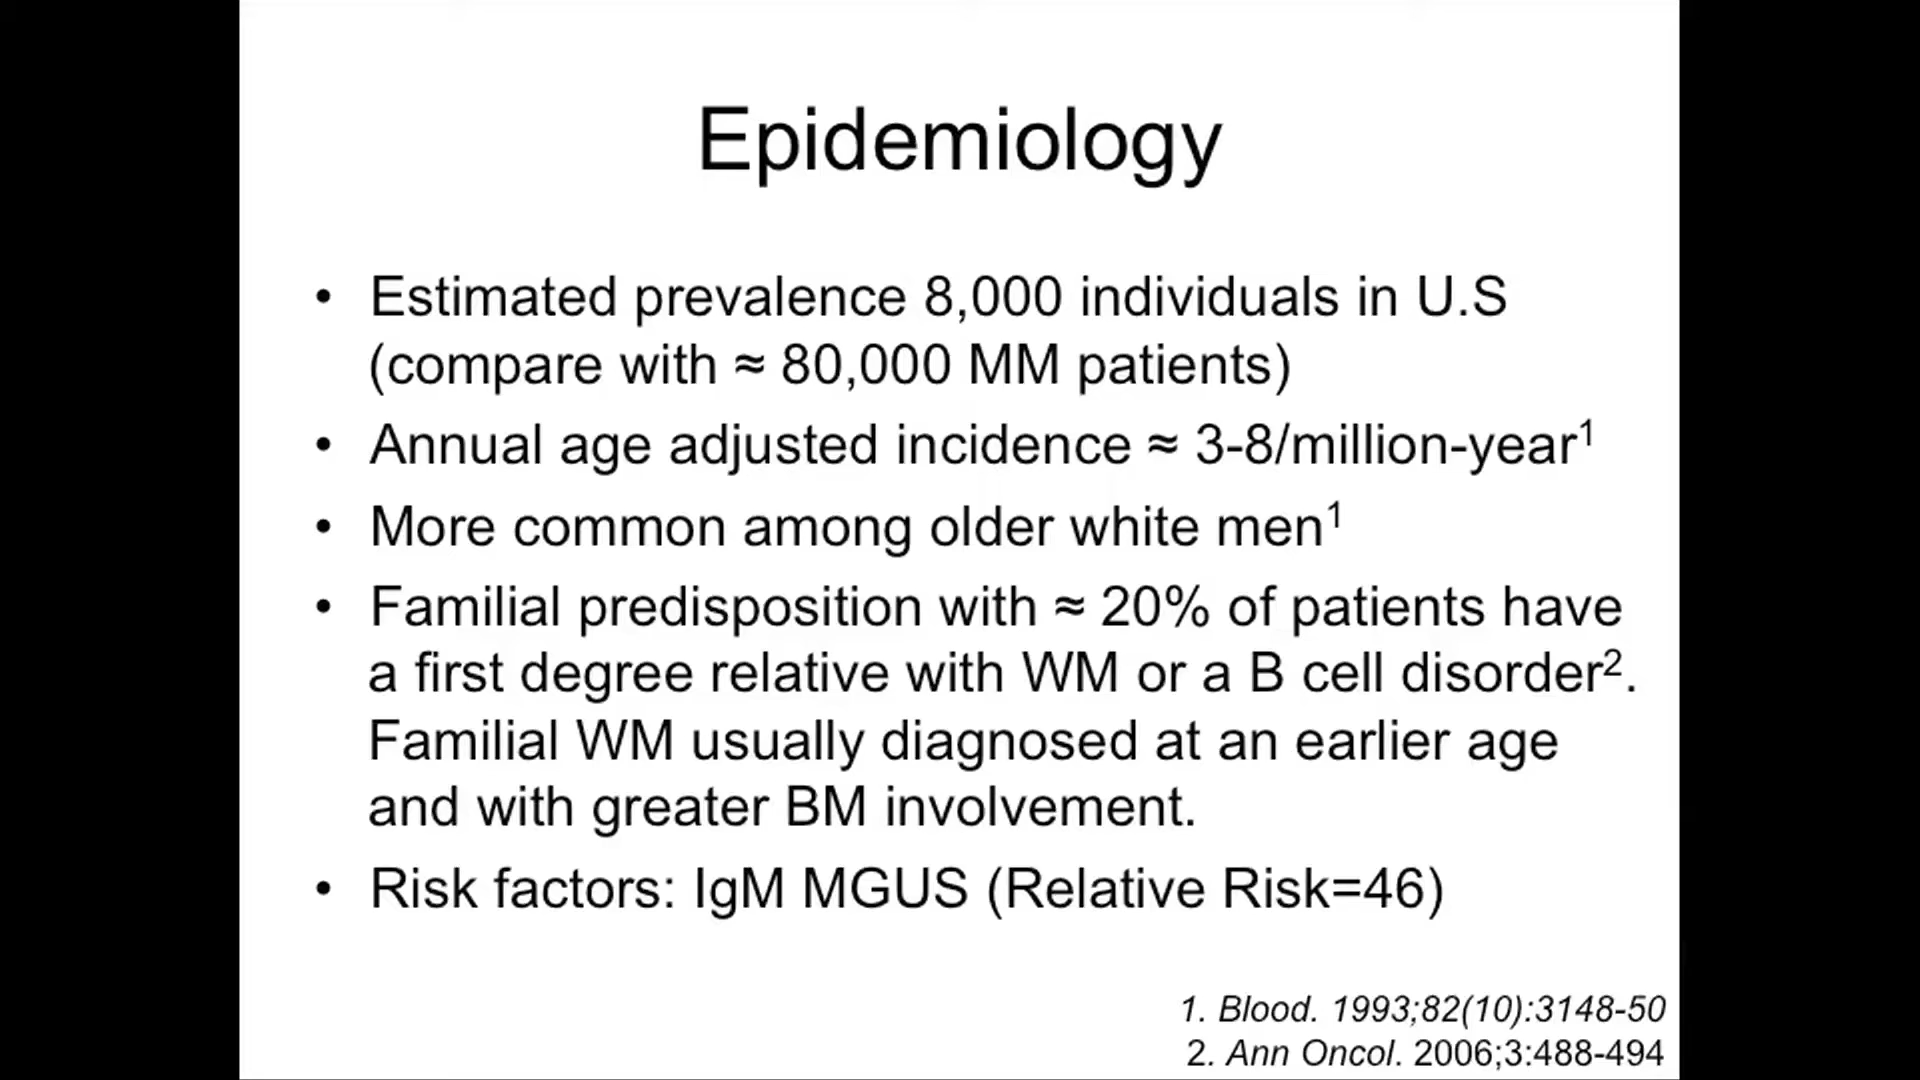 Epidemiology
• Estimated prevalence 8,000 individuals in U.S
(compare with ≈ 80,000 MM patients)
• Annual age adjusted incidence ≈ 3-8/million-year¹
• More common among older white men¹
• Familial predisposition with ≈ 20% of patients have
a first degree relative with WM or a B cell disorder².
Familial WM usually diagnosed at an earlier age
and with greater BM involvement.
• Risk factors: IgM MGUS (Relative Risk=46)
1. Blood. 1993;82(10):3148-50
2. Ann Oncol. 2006;3:488-494